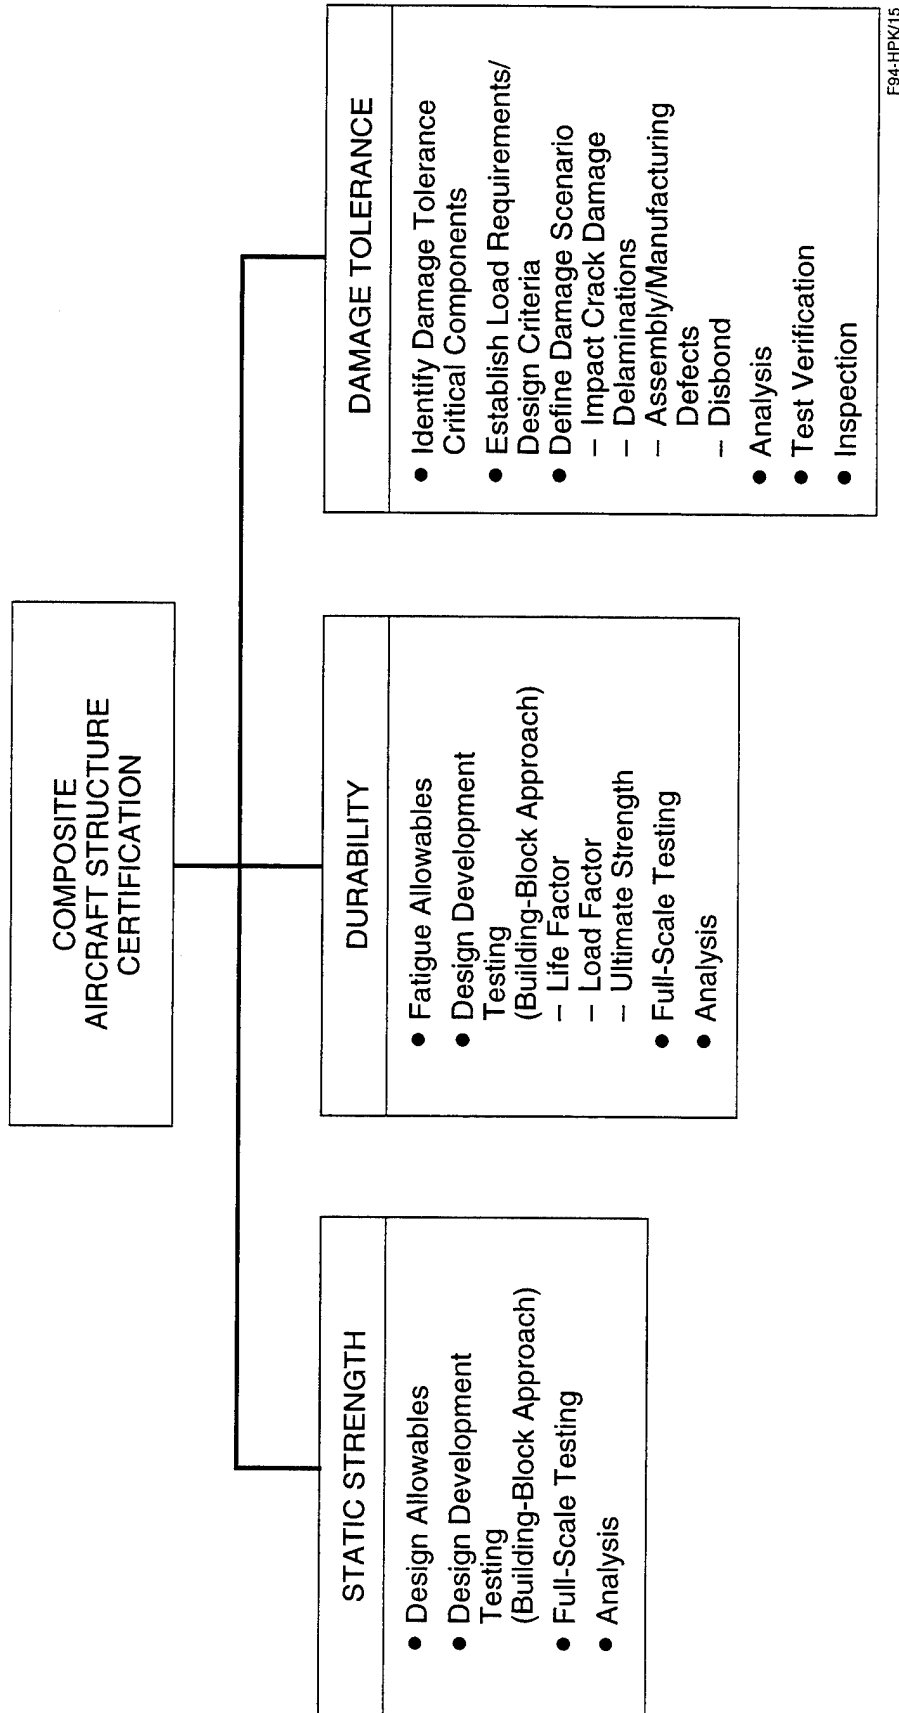 COMPOSITE
AIRCRAFT STRUCTURE
CERTIFICATION
STATIC STRENGTH
● Design Allowables
● Design Development
Testing
(Building-Block Approach)
● Full-Scale Testing
● Analysis
DURABILITY
● Fatigue Allowables
● Design Development
Testing
(Building-Block Approach)
– Life Factor
– Load Factor
– Ultimate Strength
● Full-Scale Testing
● Analysis
DAMAGE TOLERANCE
● Identify Damage Tolerance
Critical Components
● Establish Load Requirements/
Design Criteria
● Define Damage Scenario
– Impact Crack Damage
– Delaminations
– Assembly/Manufacturing
Defects
– Disbond
● Analysis
● Test Verification
● Inspection
F94-HPK/15